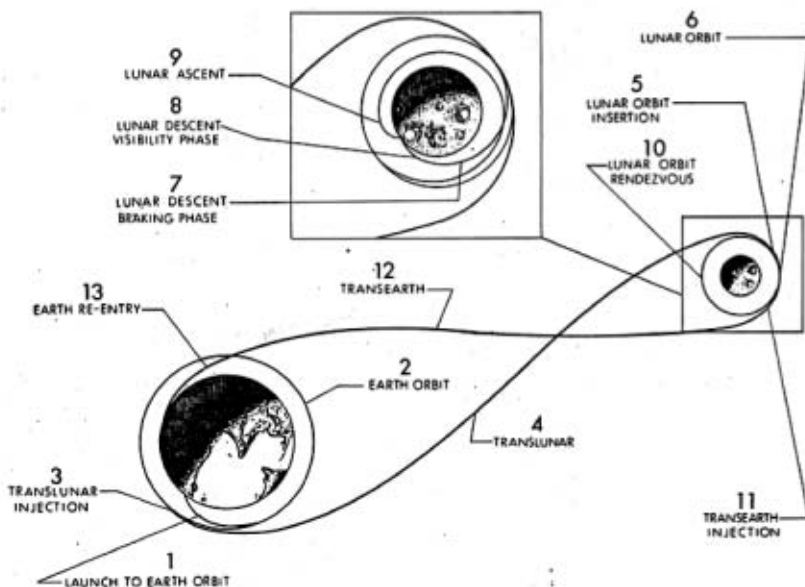 6
LUNAR ORBIT
9
LUNAR ASCENT
5
LUNAR ORBIT
INSERTION
8
LUNAR DESCENT
VISIBILITY PHASE
10
LUNAR ORBIT
RENDEZVOUS
7
LUNAR DESCENT
BRAKING PHASE
12
TRANSEARTH
13
EARTH RE-ENTRY
2
EARTH ORBIT
4
TRANSLUNAR
3
TRANSLUNAR
INJECTION
11
TRANSEARTH
INJECTION
1
LAUNCH TO EARTH ORBIT